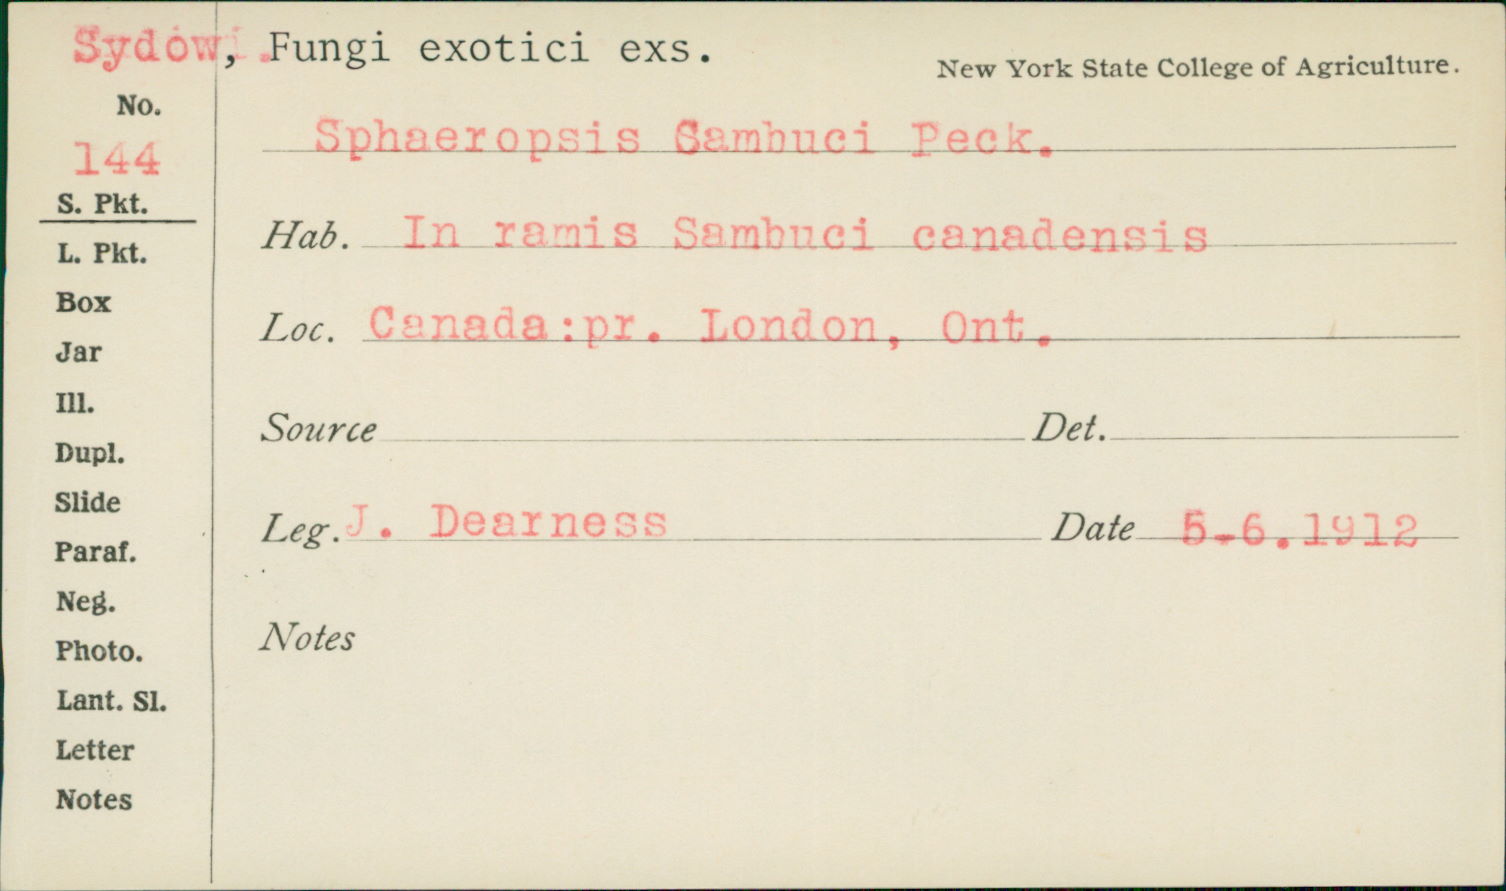 Sydow, Fungi exotici exs.
New York State College of Agriculture.
No.
144
Sphaeropsis Sambuci Peck.
S. Pkt.
Hab. In ramis Sambuci canadensis
L. Pkt.
Box
Loc. Canada:pr. London, Ont.
Jar
Ill.
Source Det.
Dupl.
Slide
Leg. J. Dearness Date 5-6.1912
Paraf.
Neg.
Notes
Photo.
Lant. Sl.
Letter
Notes